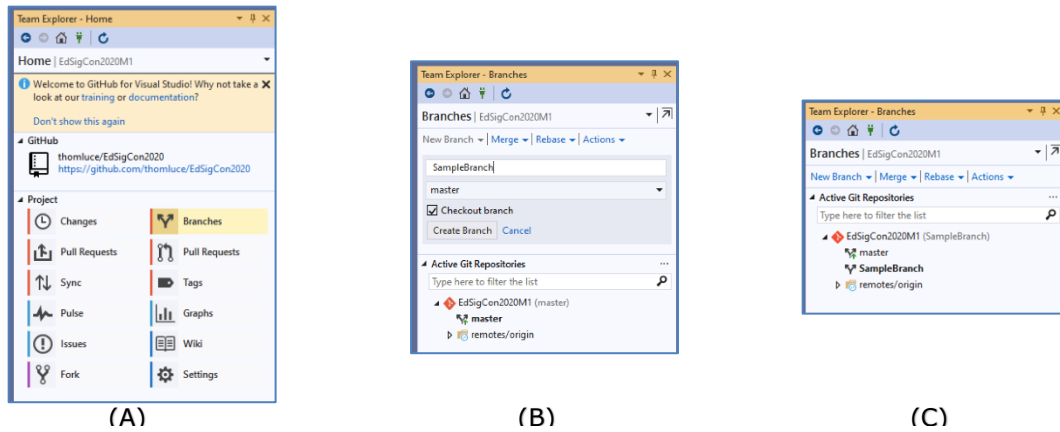 Team Explorer - Home
Home | EdSigCon2020M1
Welcome to GitHub for Visual Studio! Why not take a
look at our training or documentation?
Don't show this again
GitHub
thomluce/EdSigCon2020
https://github.com/thomluce/EdSigCon2020
Project
Changes
Branches
Pull Requests
Pull Requests
Sync
Tags
Pulse
Graphs
Issues
Wiki
Fork
Settings
(A)
Team Explorer - Branches
Branches | EdSigCon2020M1
New Branch | Merge | Rebase | Actions
SampleBranch
master
Checkout branch
Create Branch Cancel
Active Git Repositories
Type here to filter the list
EdSigCon2020M1 (master)
master
remotes/origin
(B)
Team Explorer - Branches
Branches | EdSigCon2020M1
New Branch | Merge | Rebase | Actions
Active Git Repositories
Type here to filter the list
EdSigCon2020M1 (SampleBranch)
master
SampleBranch
remotes/origin
(C)